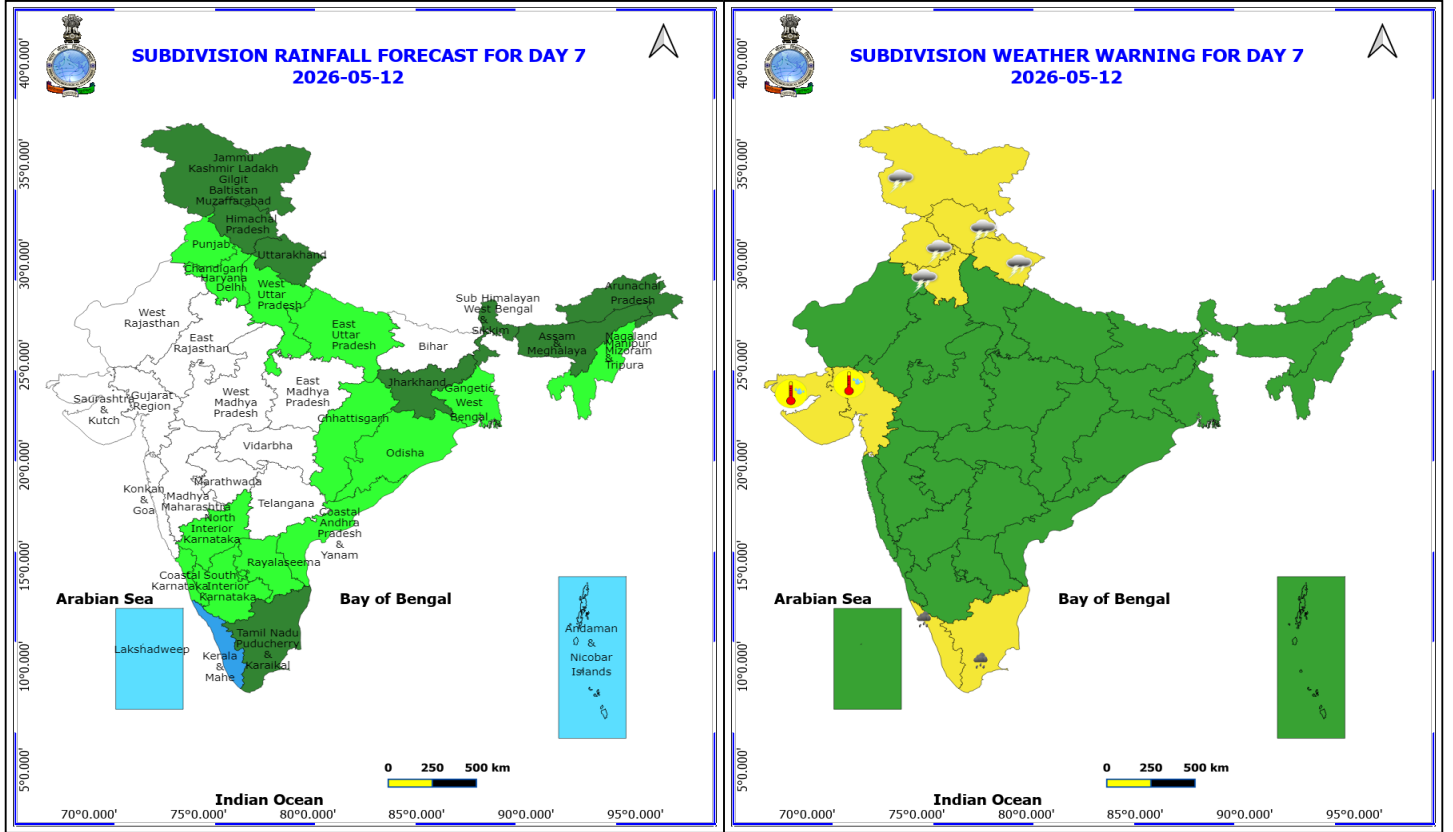 SUBDIVISION RAINFALL FORECAST FOR DAY 7
2026-05-12
40°0.000'
35°0.000'
30°0.000'
25°0.000'
20°0.000'
15°0.000'
10°0.000'
5°0.000'
Jammu
Kashmir Ladakh
Gilgit
Baltistan
Muzaffarabad
Himachal
Pradesh
Punjab
Uttarakhand
Chandigarh
Haryana
Delhi
West
Uttar
Pradesh
East
Uttar
Pradesh
West
Rajasthan
East
Rajasthan
Bihar
Sub Himalayan
West Bengal
&
Sikkim
Arunachal
Pradesh
Assam
&
Meghalaya
Nagaland
Manipur
Mizoram
&
Tripura
Jharkhand
Gangetic
West
Bengal
Saurashtra
&
Kutch
Gujarat
Region
West
Madhya
Pradesh
East
Madhya
Pradesh
Chhattisgarh
Odisha
Vidarbha
Marathwada
Konkan
&
Goa
Madhya
Maharashtra
Telangana
North
Interior
Karnataka
Coastal
Andhra
Pradesh
&
Yanam
Rayalaseema
Coastal
Karnataka
South
Interior
Karnataka
Tamil Nadu
Puducherry
&
Karaikal
Kerala
&
Mahe
Lakshadweep
Andaman
&
Nicobar
Islands
Arabian Sea
Bay of Bengal
Indian Ocean
0 250 500 km
70°0.000' 75°0.000' 80°0.000' 85°0.000' 90°0.000' 95°0.000'
SUBDIVISION WEATHER WARNING FOR DAY 7
2026-05-12
40°0.000'
35°0.000'
30°0.000'
25°0.000'
20°0.000'
15°0.000'
10°0.000'
5°0.000'
Arabian Sea
Bay of Bengal
Indian Ocean
0 250 500 km
70°0.000' 75°0.000' 80°0.000' 85°0.000' 90°0.000' 95°0.000'